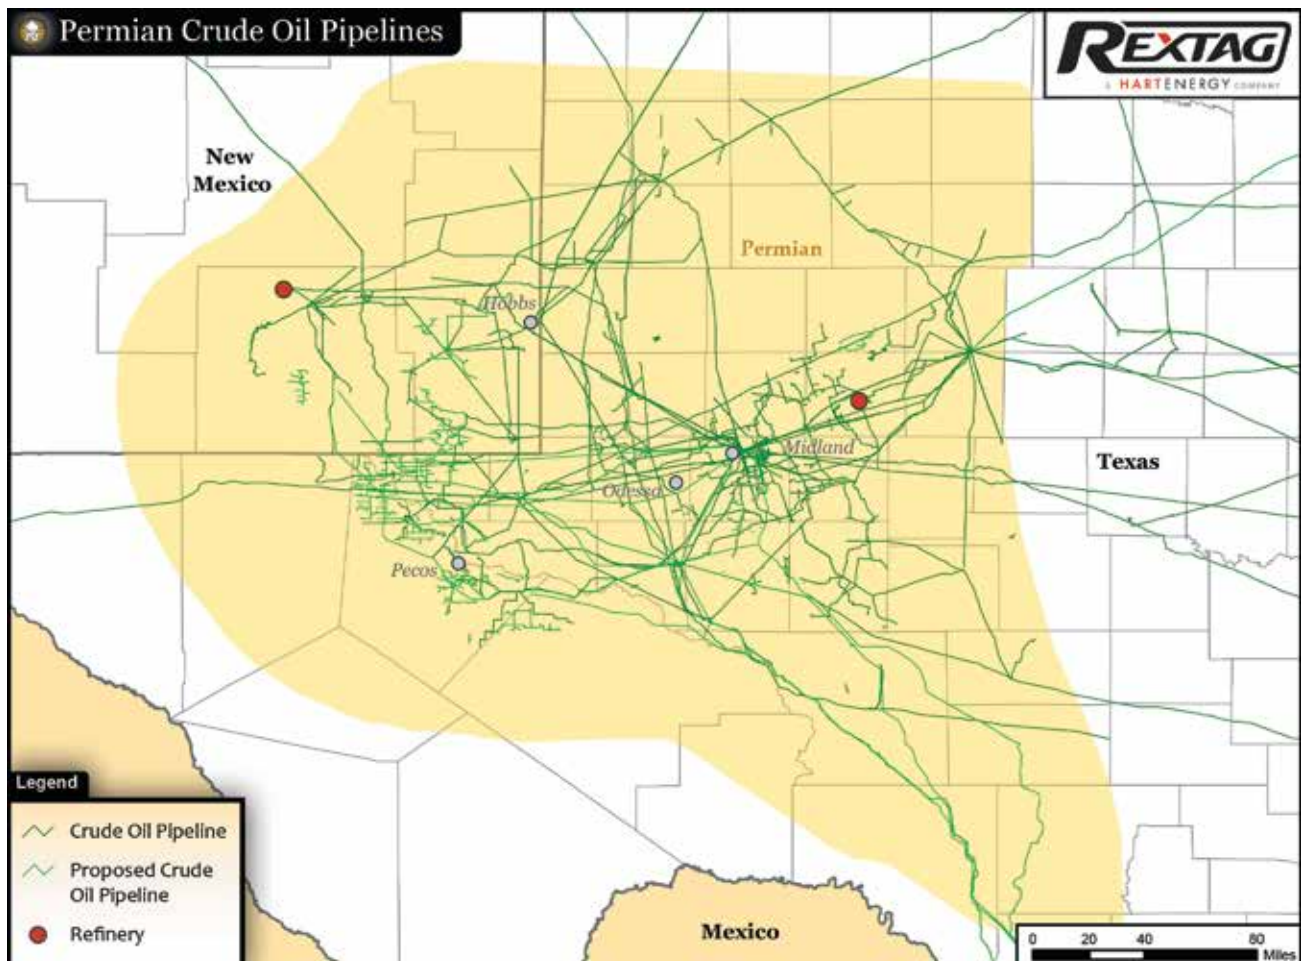 Permian Crude Oil Pipelines
REXTAG
A HARTENERGY COMPANY
New
Mexico
Permian
Hobbs
Midland
Texas
Odessa
Pecos
Legend
Crude Oil Pipeline
Proposed Crude
Oil Pipeline
Refinery
Mexico
0 20 40 80
Miles